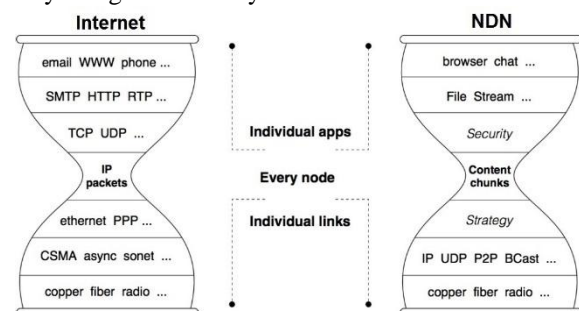 Internet
NDN
email WWW phone ...
browser chat ...
SMTP HTTP RTP ...
File Stream ...
TCP UDP ...
Individual apps
Security
IP
packets
Every node
Content
chunks
ethernet PPP ...
Individual links
Strategy
CSMA async sonet ...
IP UDP P2P BCast ...
copper fiber radio ...
copper fiber radio ...